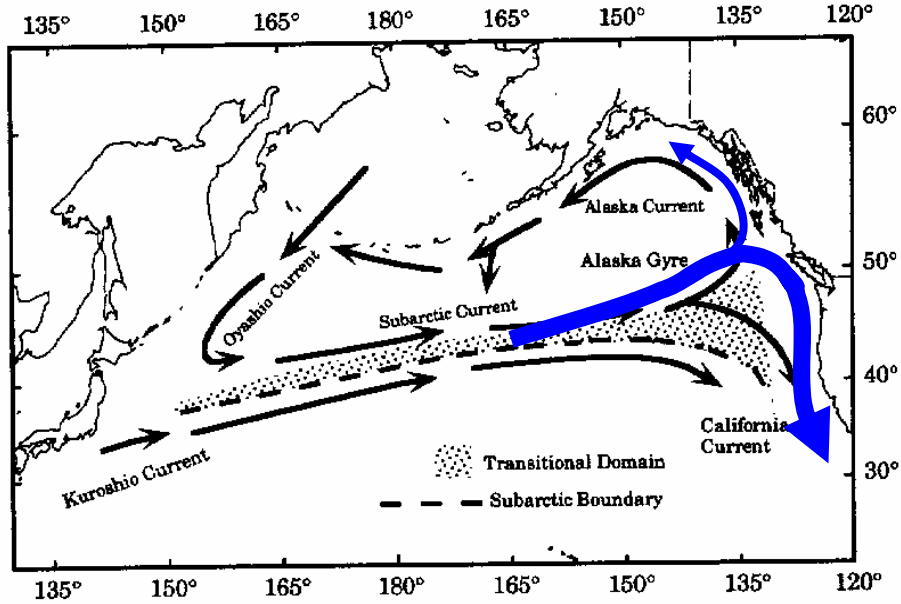 135° 150° 165° 180° 165° 150° 135° 120°
60°
Alaska Current
50°
Alaska Gyre
Oyashio Current
Subarctic Current
40°
California
Current
Kuroshio Current
Transitional Domain
30°
Subarctic Boundary
135° 150° 165° 180° 165° 150° 135° 120°